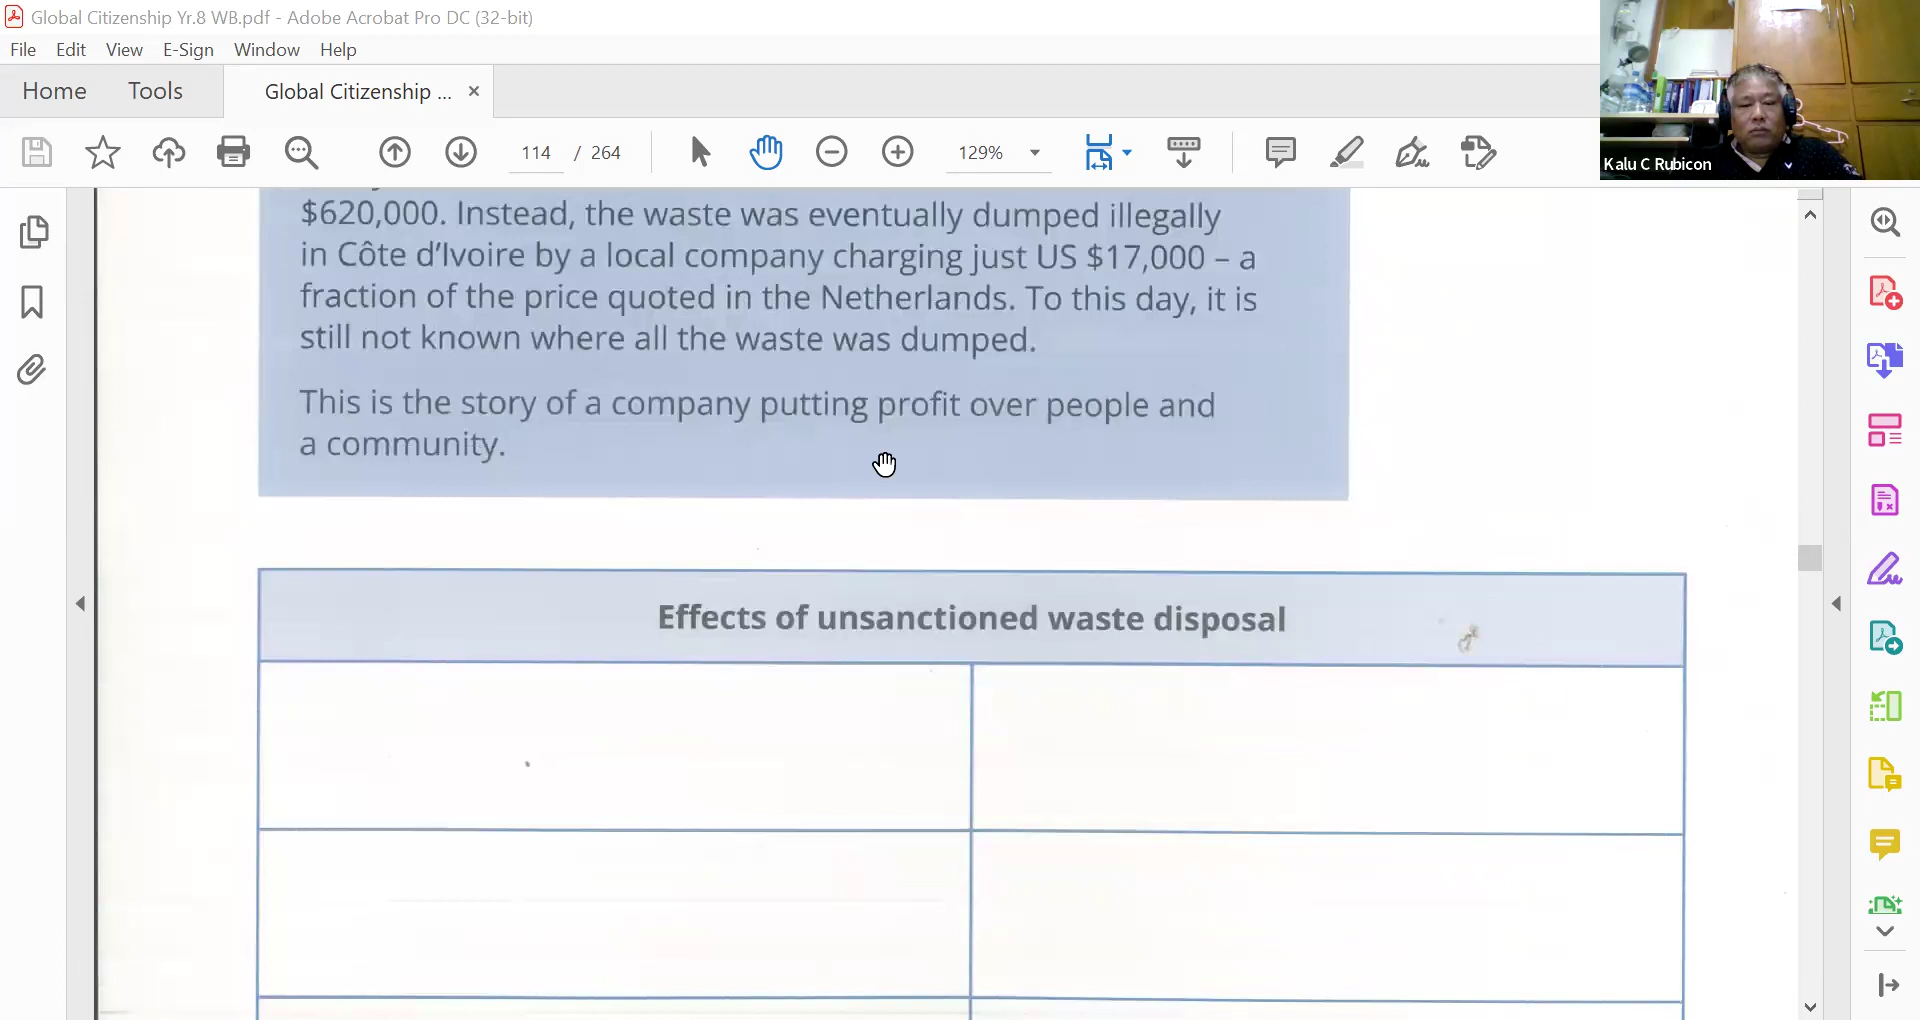 Global Citizenship Yr.8 WB.pdf - Adobe Acrobat Pro DC (32-bit)
File Edit View E-Sign Window Help
Home Tools Global Citizenship ... ×
114 / 264 129%
Kalu C Rubicon
$620,000. Instead, the waste was eventually dumped illegally
in Côte d’Ivoire by a local company charging just US $17,000 – a
fraction of the price quoted in the Netherlands. To this day, it is
still not known where all the waste was dumped.
This is the story of a company putting profit over people and
a community.
Effects of unsanctioned waste disposal